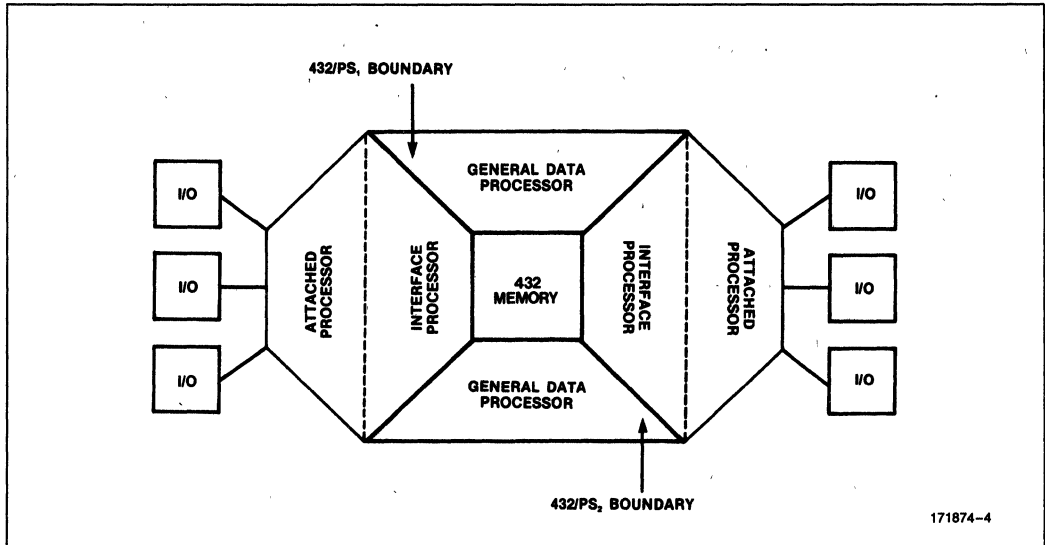 432/PS₁ BOUNDARY
GENERAL DATA
PROCESSOR
I/O
I/O
I/O
ATTACHED
PROCESSOR
INTERFACE
PROCESSOR
432
MEMORY
INTERFACE
PROCESSOR
ATTACHED
PROCESSOR
I/O
I/O
I/O
GENERAL DATA
PROCESSOR
432/PS₂ BOUNDARY
171874-4